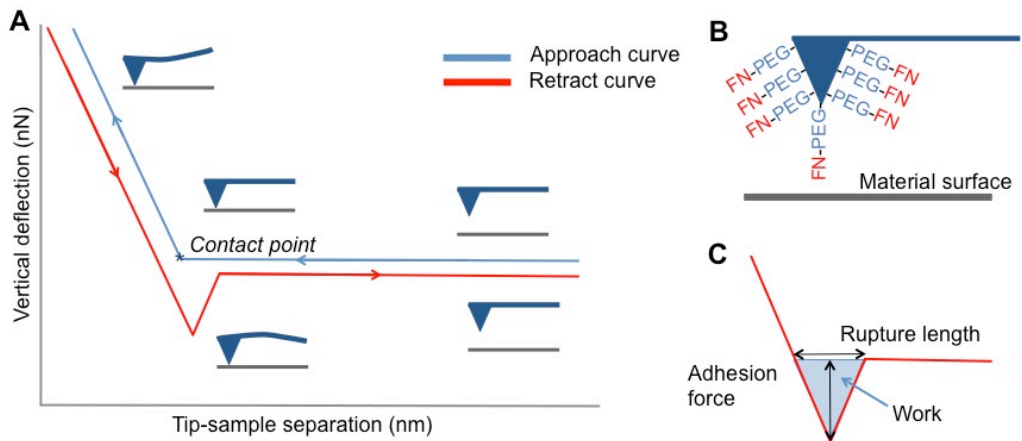 A
Vertical deflection (nN)
Approach curve
Retract curve
Contact point
Tip-sample separation (nm)
B
FN-PEG
FN-PEG
FN-PEG
FN-PEG
PEG-FN
PEG-FN
PEG-FN
Material surface
C
Rupture length
Adhesion
force
Work